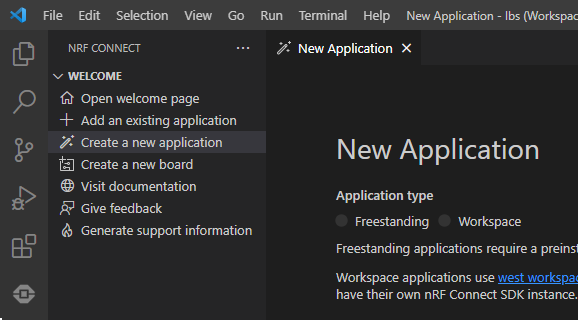 File Edit Selection View Go Run Terminal Help New Application - lbs (Workspac
NRF CONNECT ...
New Application
WELCOME
Open welcome page
Add an existing application
Create a new application
Create a new board
Visit documentation
Give feedback
Generate support information
New Application
Application type
Freestanding Workspace
Freestanding applications require a preinst
Workspace applications use west workspac
have their own nRF Connect SDK instance.